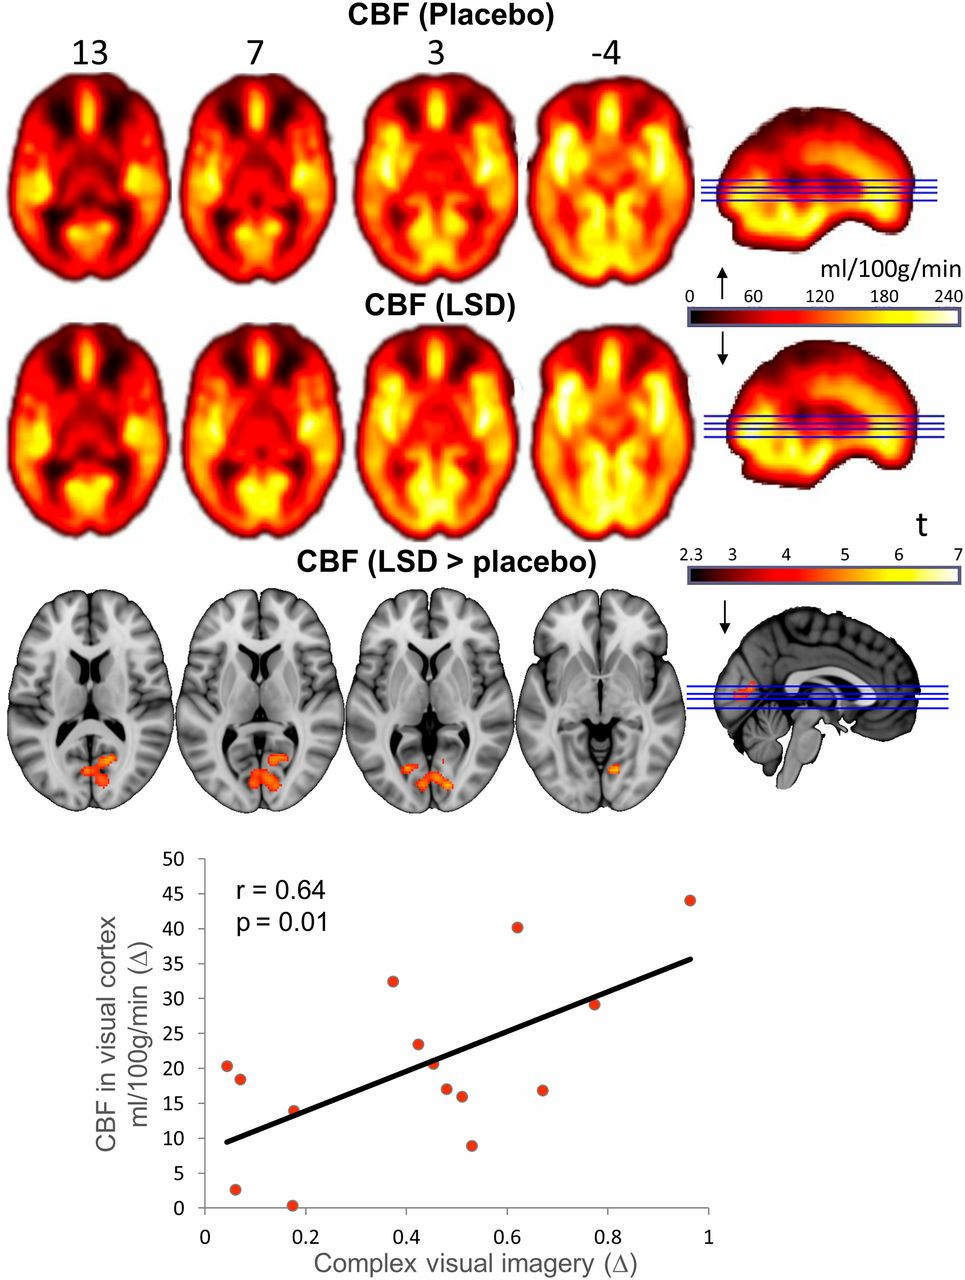 CBF (Placebo)
13 7 3 -4
ml/100g/min
0 60 120 180 240
CBF (LSD)
t
CBF (LSD > placebo)
2.3 3 4 5 6 7
r = 0.64
p = 0.01
50
45
40
35
30
25
20
15
10
5
0
CBF in visual cortex
ml/100g/min (Δ)
0 0.2 0.4 0.6 0.8 1
Complex visual imagery (Δ)